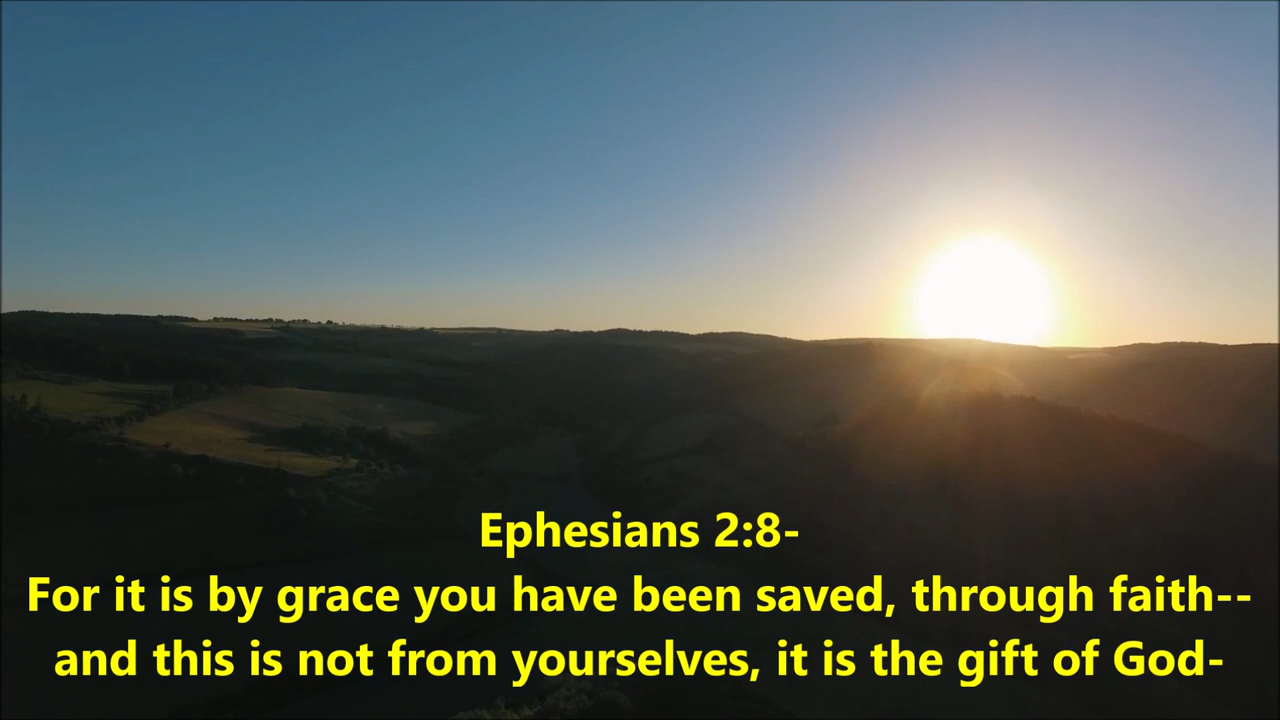 Ephesians 2:8-
For it is by grace you have been saved, through faith--
and this is not from yourselves, it is the gift of God-